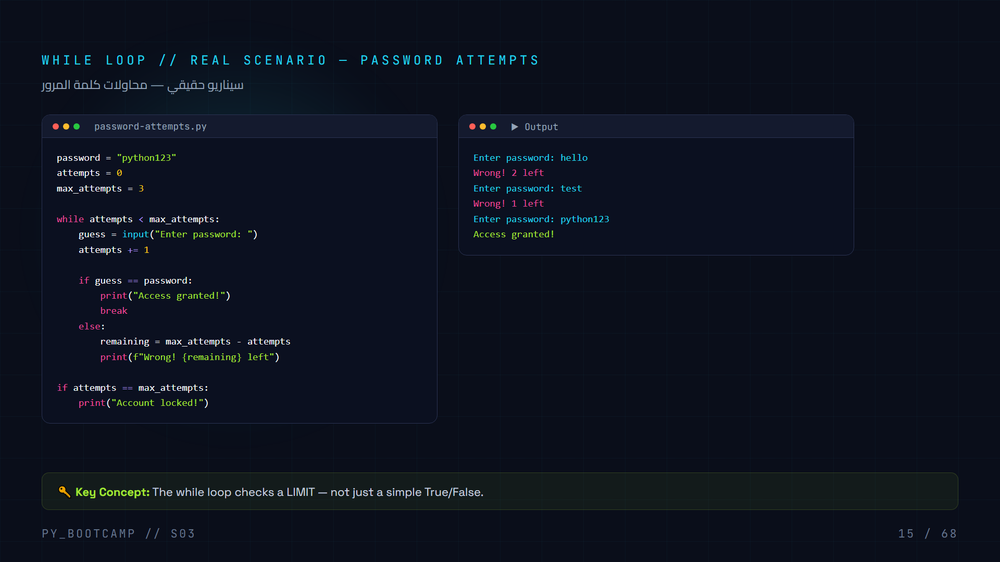 WHILE LOOP // REAL SCENARIO — PASSWORD ATTEMPTS
سيناريو حقيقي — محاولات كلمة المرور
password-attempts.py
password = "python123"
attempts = 0
max_attempts = 3
while attempts < max_attempts:
    guess = input("Enter password: ")
    attempts += 1
    if guess == password:
        print("Access granted!")
        break
    else:
        remaining = max_attempts - attempts
        print(f"Wrong! {remaining} left")
if attempts == max_attempts:
    print("Account locked!")
▶ Output
Enter password: hello
Wrong! 2 left
Enter password: test
Wrong! 1 left
Enter password: python123
Access granted!
🔑 Key Concept: The while loop checks a LIMIT — not just a simple True/False.
PY_BOOTCAMP // S03
15 / 68